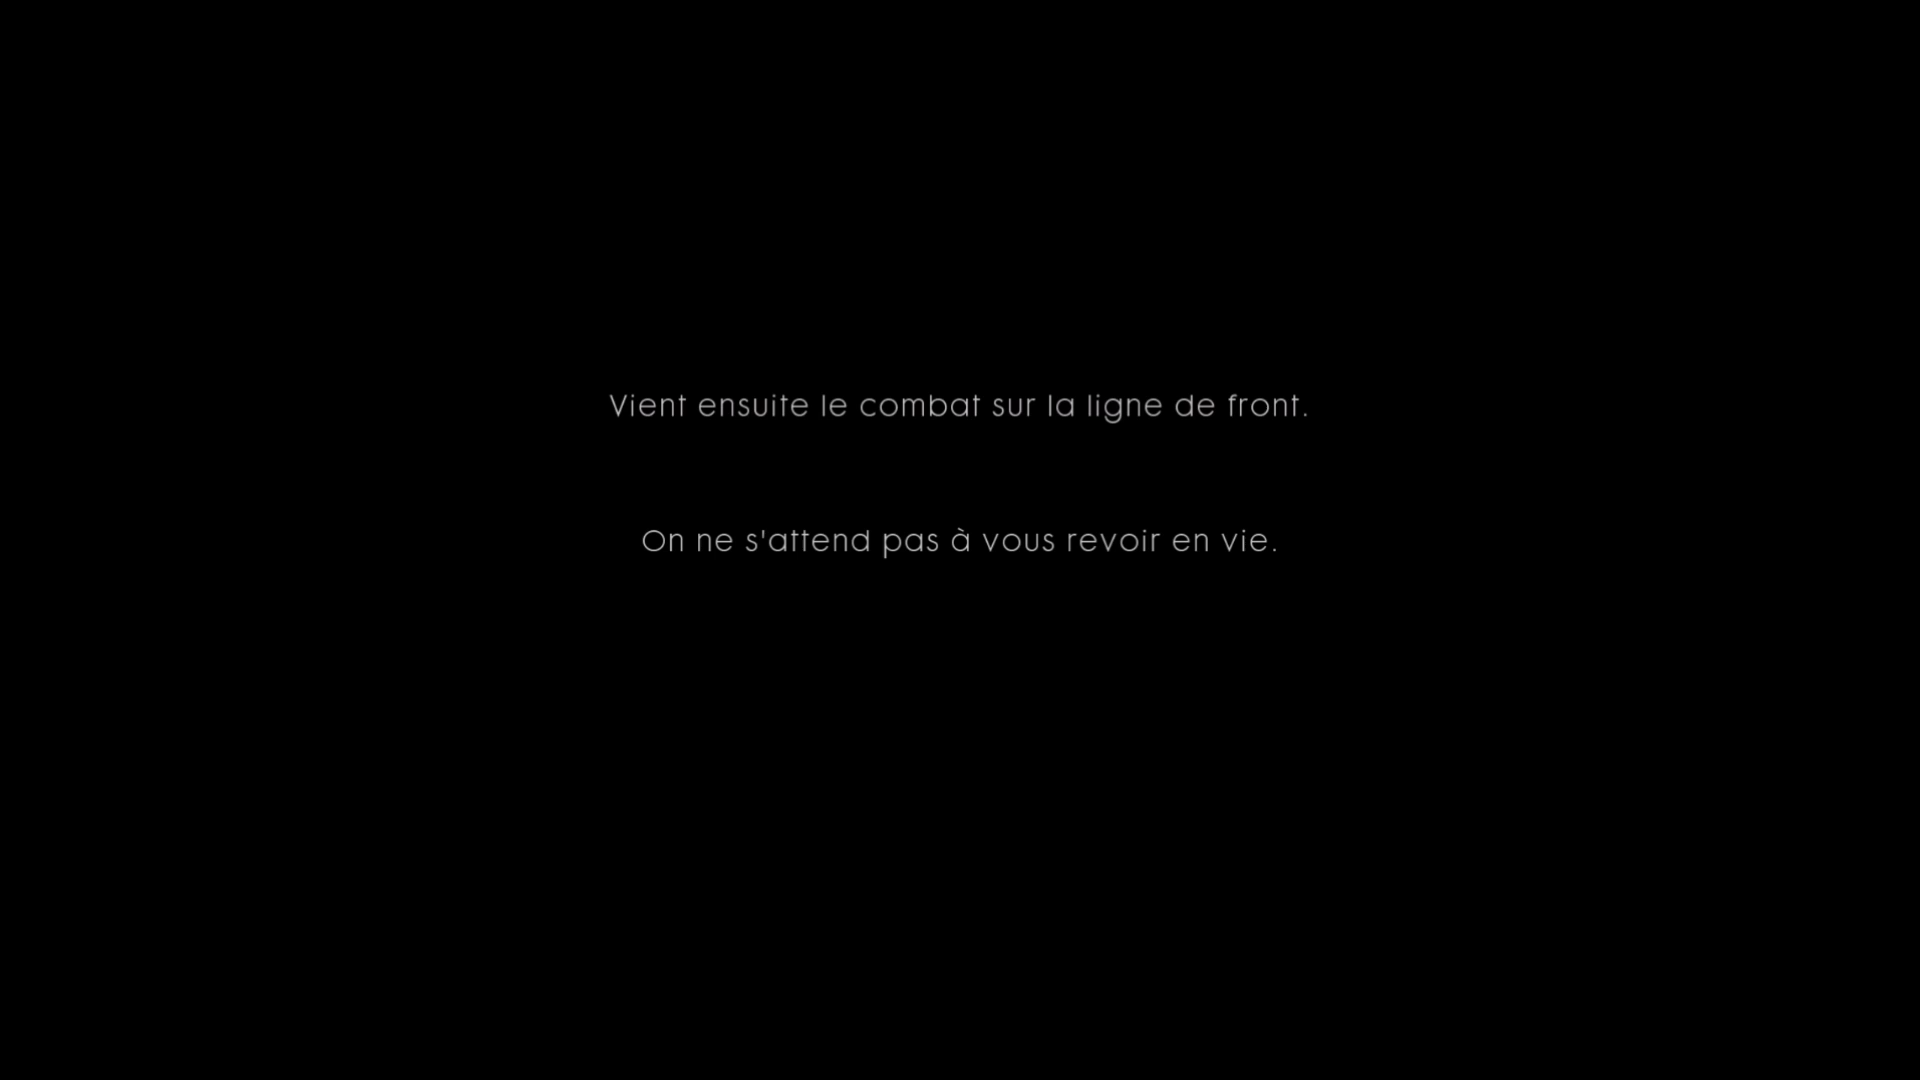 Vient ensuite le combat sur la ligne de front.
On ne s'attend pas à vous revoir en vie.